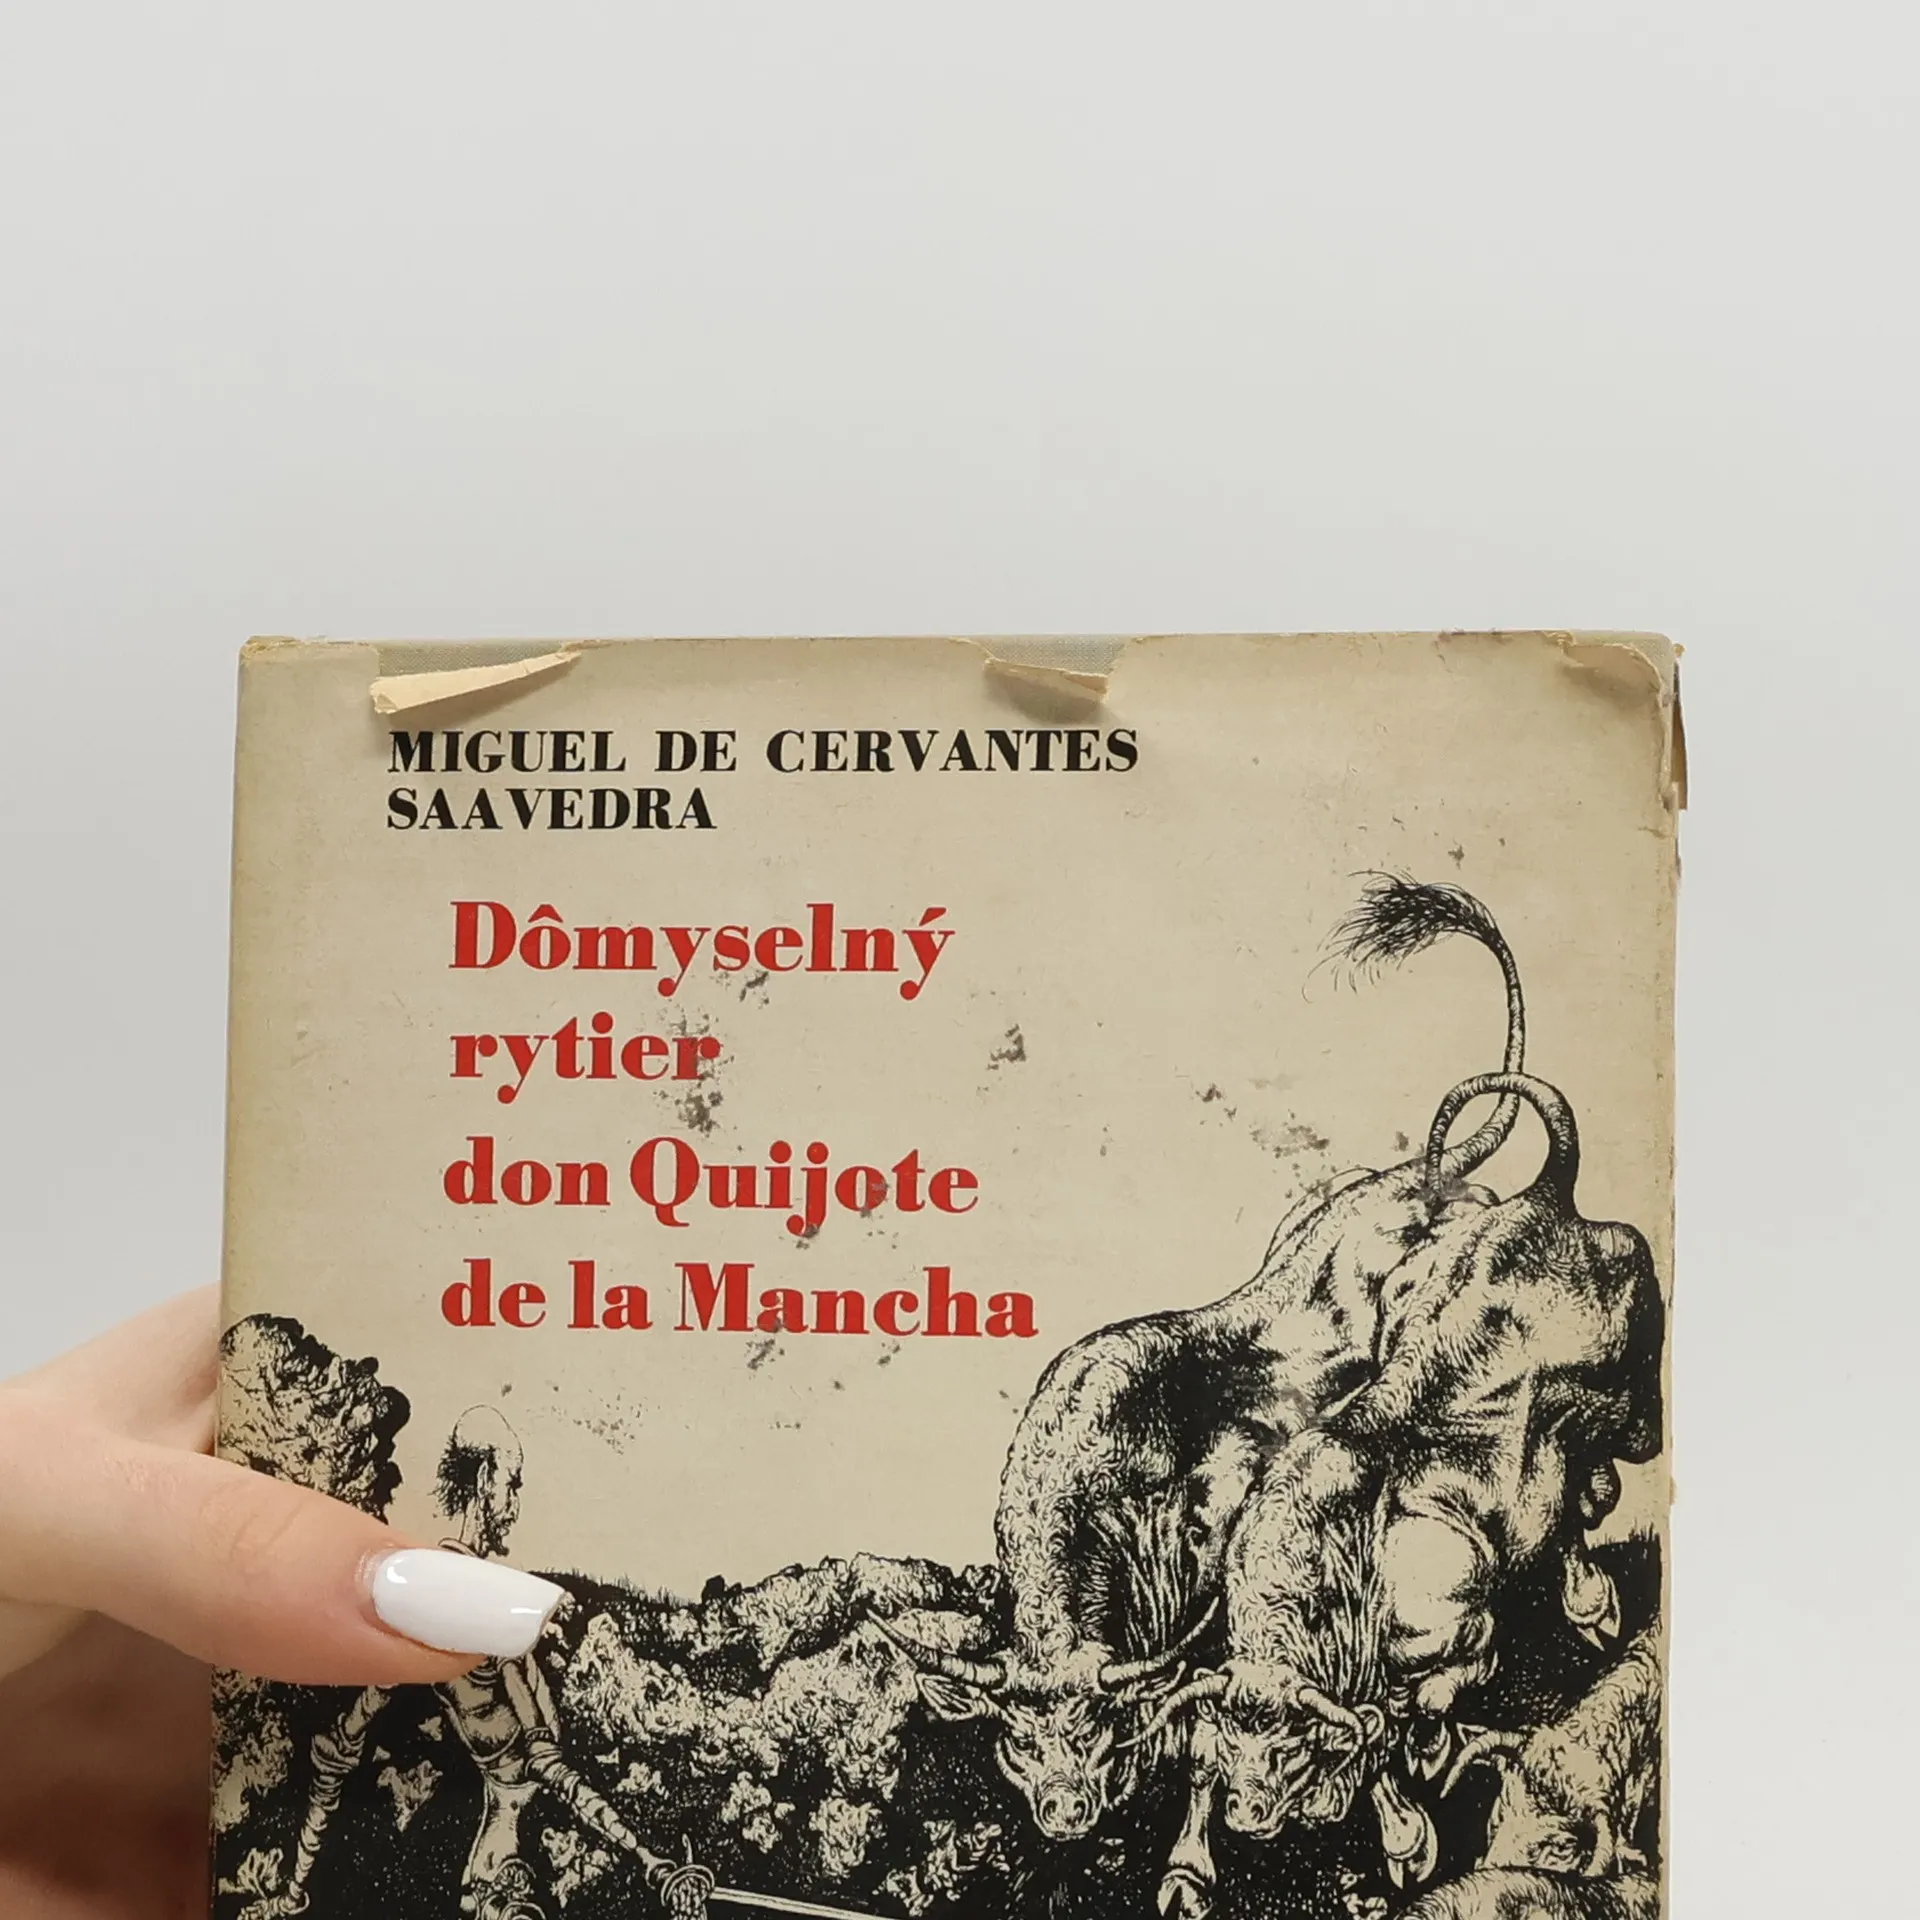 MIGUEL DE CERVANTES
SAAVEDRA
Dômyselný
rytier
don Quijote
de la Mancha